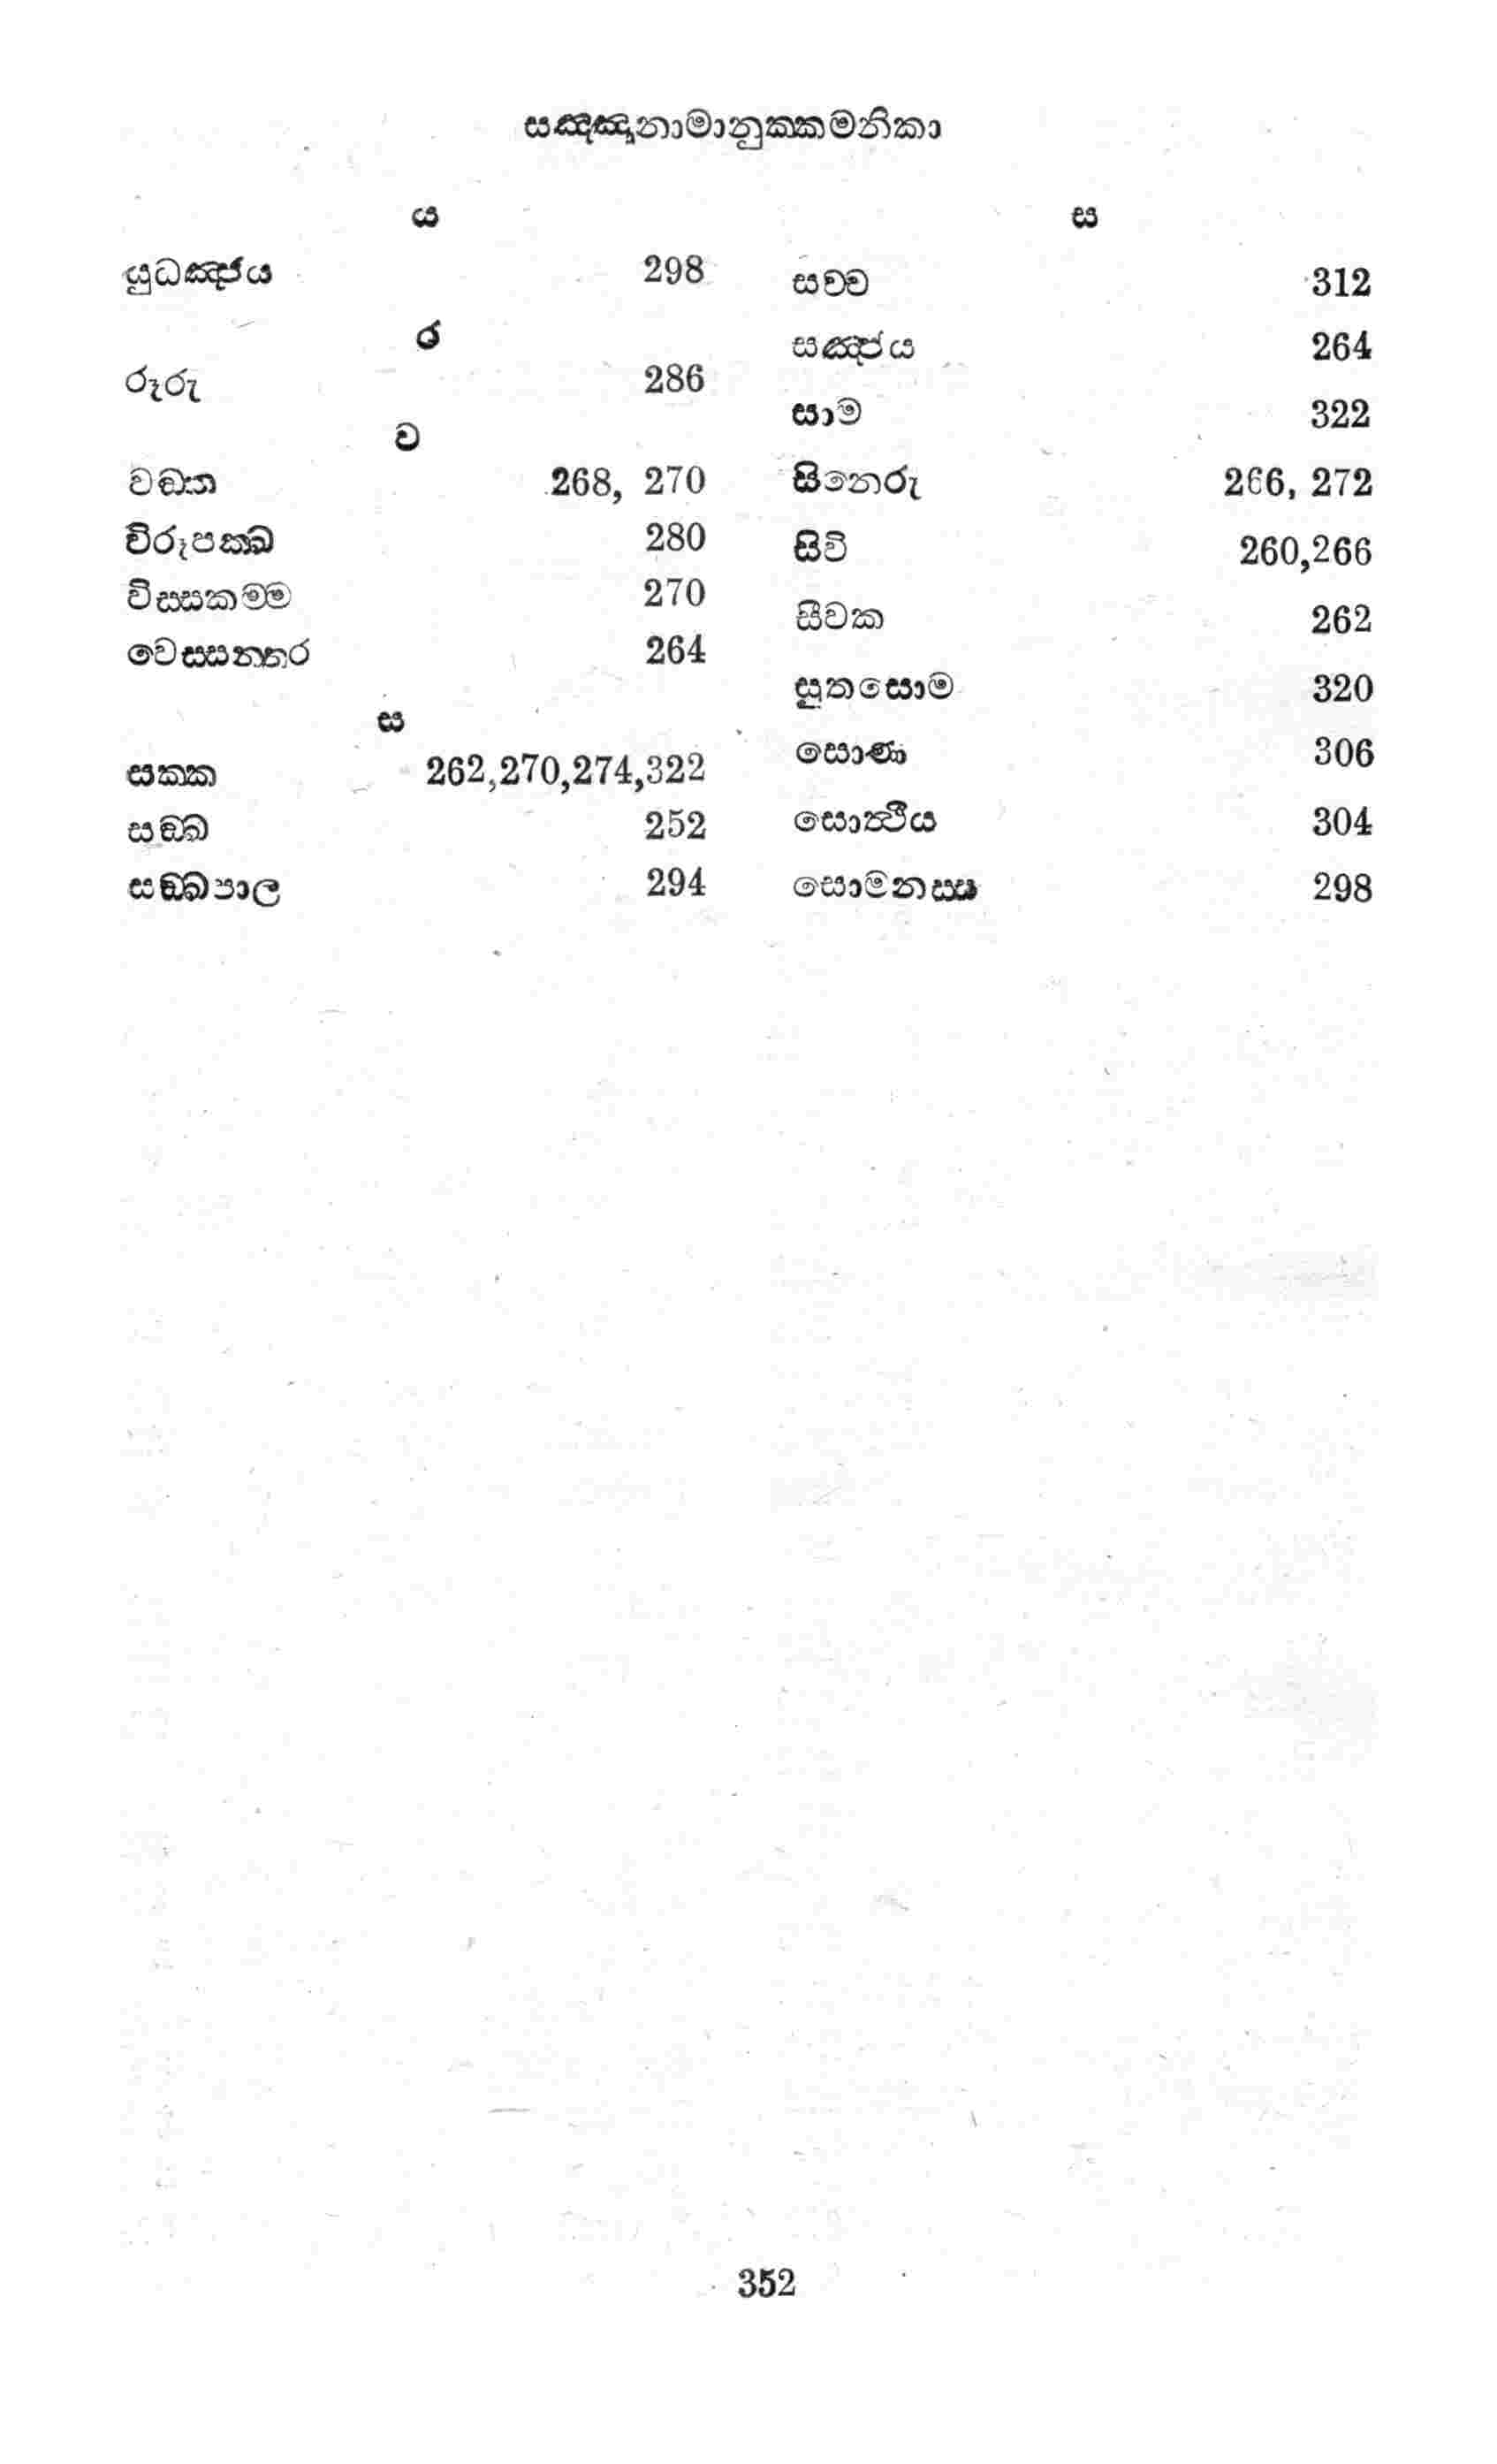 සඤ්ඤානාමානුක්කමනිකා
ය
යුධඤ්ජය 298
ර
රූරු 286
ව
වඞ්ක 268, 270
විරූපක්ඛ 280
විස්සකම්ම 270
වෙස්සන්තර 264
ස
සක්ක 262,270,274,322
සඞ්ඛ 252
සඞ්ඛපාල 294
ස
සච්ච 312
සඤ්ජය 264
සාම 322
සිනෙරු 266, 272
සිවි 260,266
සීවක 262
සුතසොම 320
සොණ 306
සොත්ථිය 304
සොමනස්ස 298
352